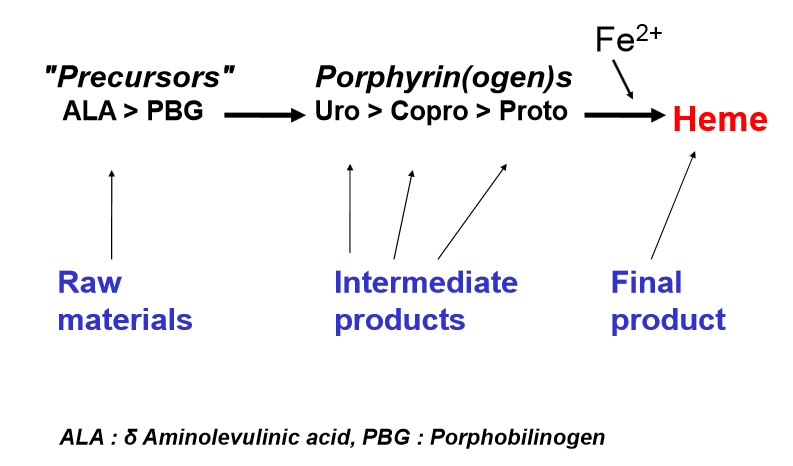 Fe²⁺
"Precursors" Porphyrin(ogen)s
ALA > PBG Uro > Copro > Proto Heme
Raw materials
Intermediate products
Final product
ALA : δ Aminolevulinic acid, PBG : Porphobilinogen